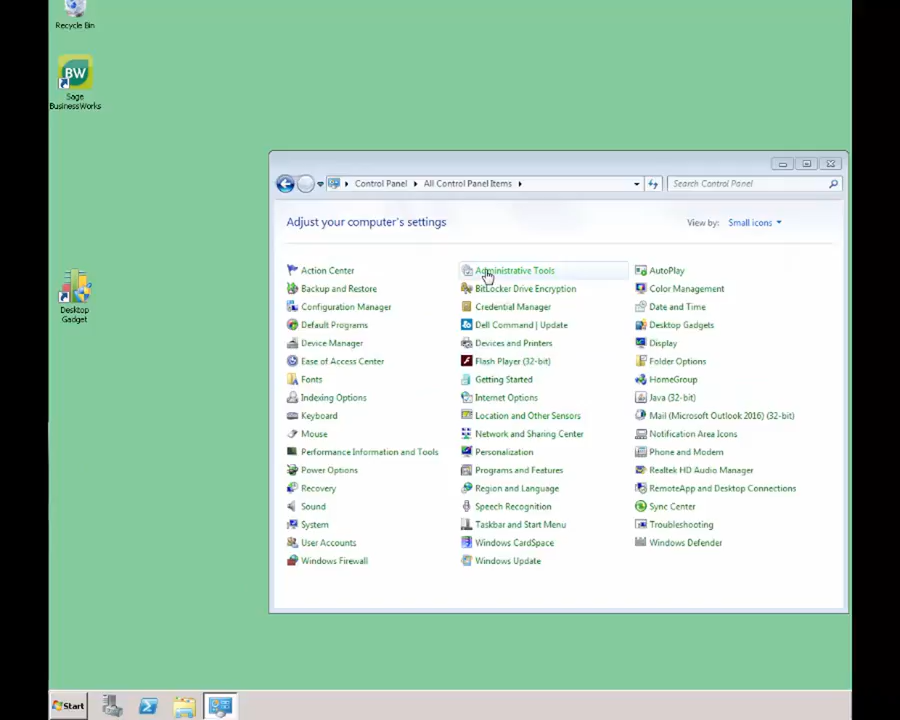 Recycle Bin
BW
Sage
BusinessWorks
Desktop
Gadget
Control Panel
All Control Panel Items
Search Control Panel
Adjust your computer's settings
View by: Small icons
Action Center
Administrative Tools
AutoPlay
Backup and Restore
BitLocker Drive Encryption
Color Management
Configuration Manager
Credential Manager
Date and Time
Default Programs
Dell Command | Update
Desktop Gadgets
Device Manager
Devices and Printers
Display
Ease of Access Center
Flash Player (32-bit)
Folder Options
Fonts
Getting Started
HomeGroup
Indexing Options
Internet Options
Java (32-bit)
Keyboard
Location and Other Sensors
Mail (Microsoft Outlook 2016) (32-bit)
Mouse
Network and Sharing Center
Notification Area Icons
Performance Information and Tools
Personalization
Phone and Modem
Power Options
Programs and Features
Realtek HD Audio Manager
Recovery
Region and Language
RemoteApp and Desktop Connections
Sound
Speech Recognition
Sync Center
System
Taskbar and Start Menu
Troubleshooting
User Accounts
Windows CardSpace
Windows Defender
Windows Firewall
Windows Update
Start